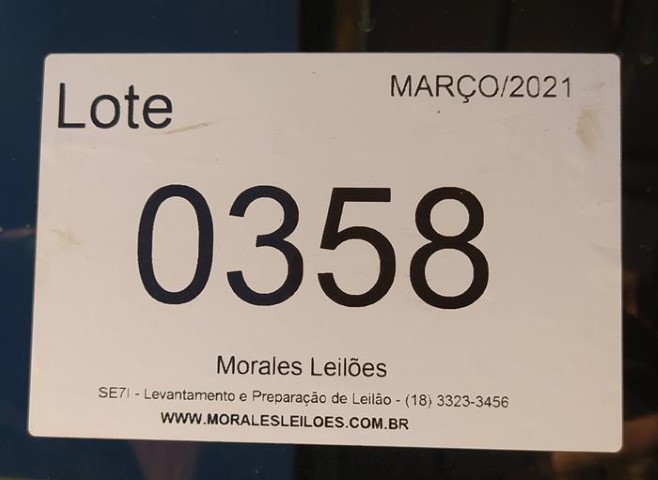 Lote
MARÇO/2021
0358
Morales Leilões
SE7I - Levantamento e Preparação de Leilão - (18) 3323-3456
WWW.MORALESLEILOES.COM.BR